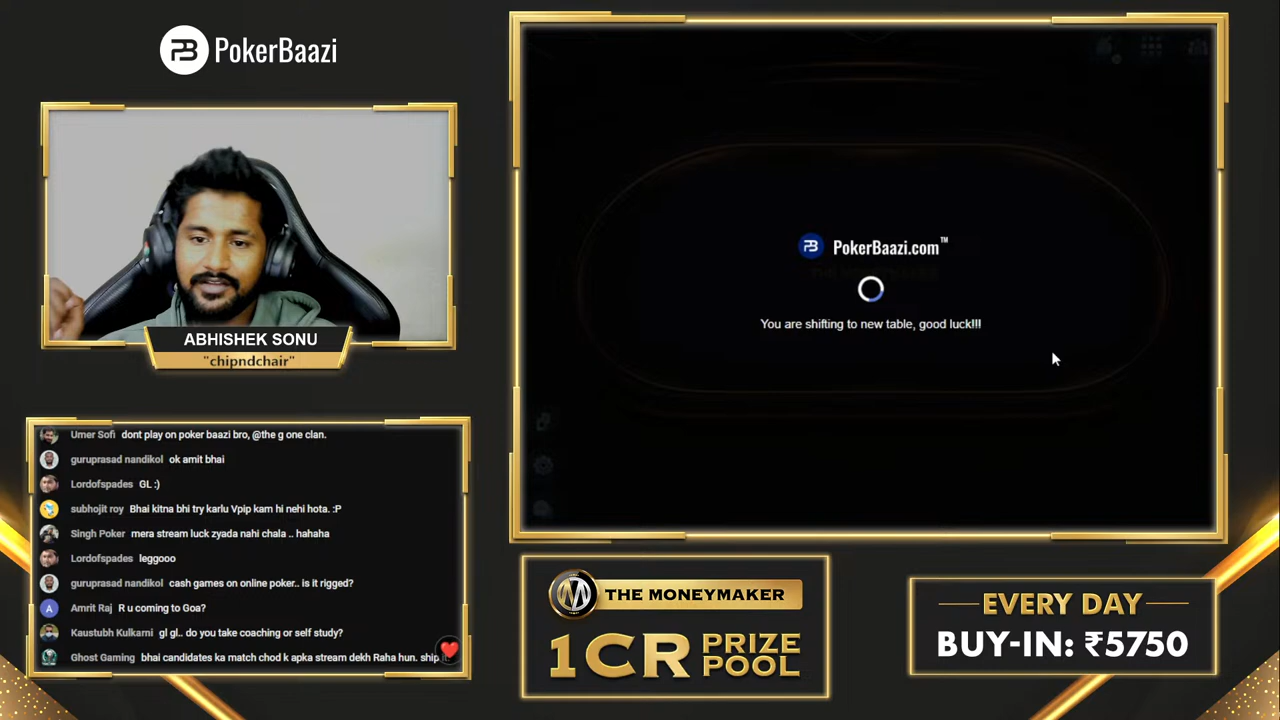 PokerBaazi
ABHISHEK SONU
"chipndchair"
Umer Sofi dont play on poker baazi bro, @the g one clan.
guruprasad nandikol ok amit bhai
Lordofspades GL :)
subhojit roy Bhai kitna bhi try karlu Vpip kam hi nehi hota. :P
Singh Poker mera stream luck zyada nahi chala .. hahaha
Lordofspades leggooo
guruprasad nandikol cash games on online poker.. is it rigged?
A Amrit Raj R u coming to Goa?
Kaustubh Kulkarni gl gl.. do you take coaching or self study?
Ghost Gaming bhai candidates ka match chod k apka stream dekh Raha hun. ship
PokerBaazi.com™
You are shifting to new table, good luck!!!
THE MONEYMAKER
1CR PRIZE POOL
EVERY DAY
BUY-IN: ₹5750